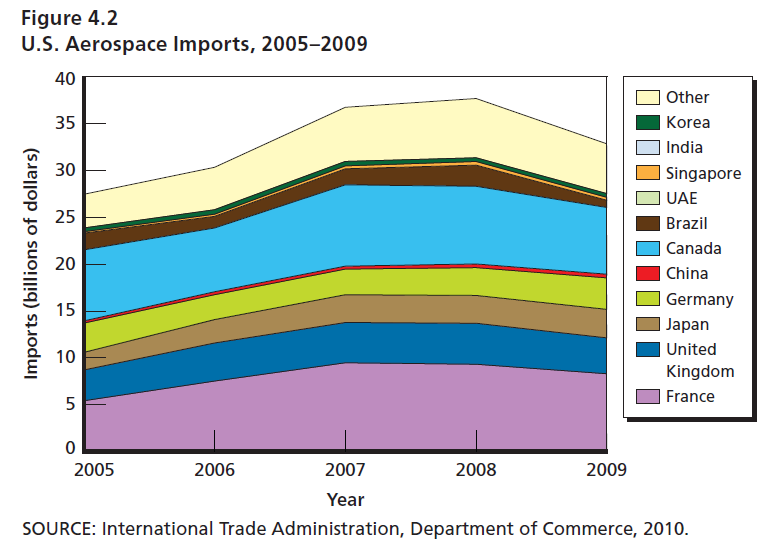 Figure 4.2
U.S. Aerospace Imports, 2005–2009
Imports (billions of dollars)
40
35
30
25
20
15
10
5
0
2005 2006 2007 2008 2009
Year
Other
Korea
India
Singapore
UAE
Brazil
Canada
China
Germany
Japan
United
Kingdom
France
SOURCE: International Trade Administration, Department of Commerce, 2010.